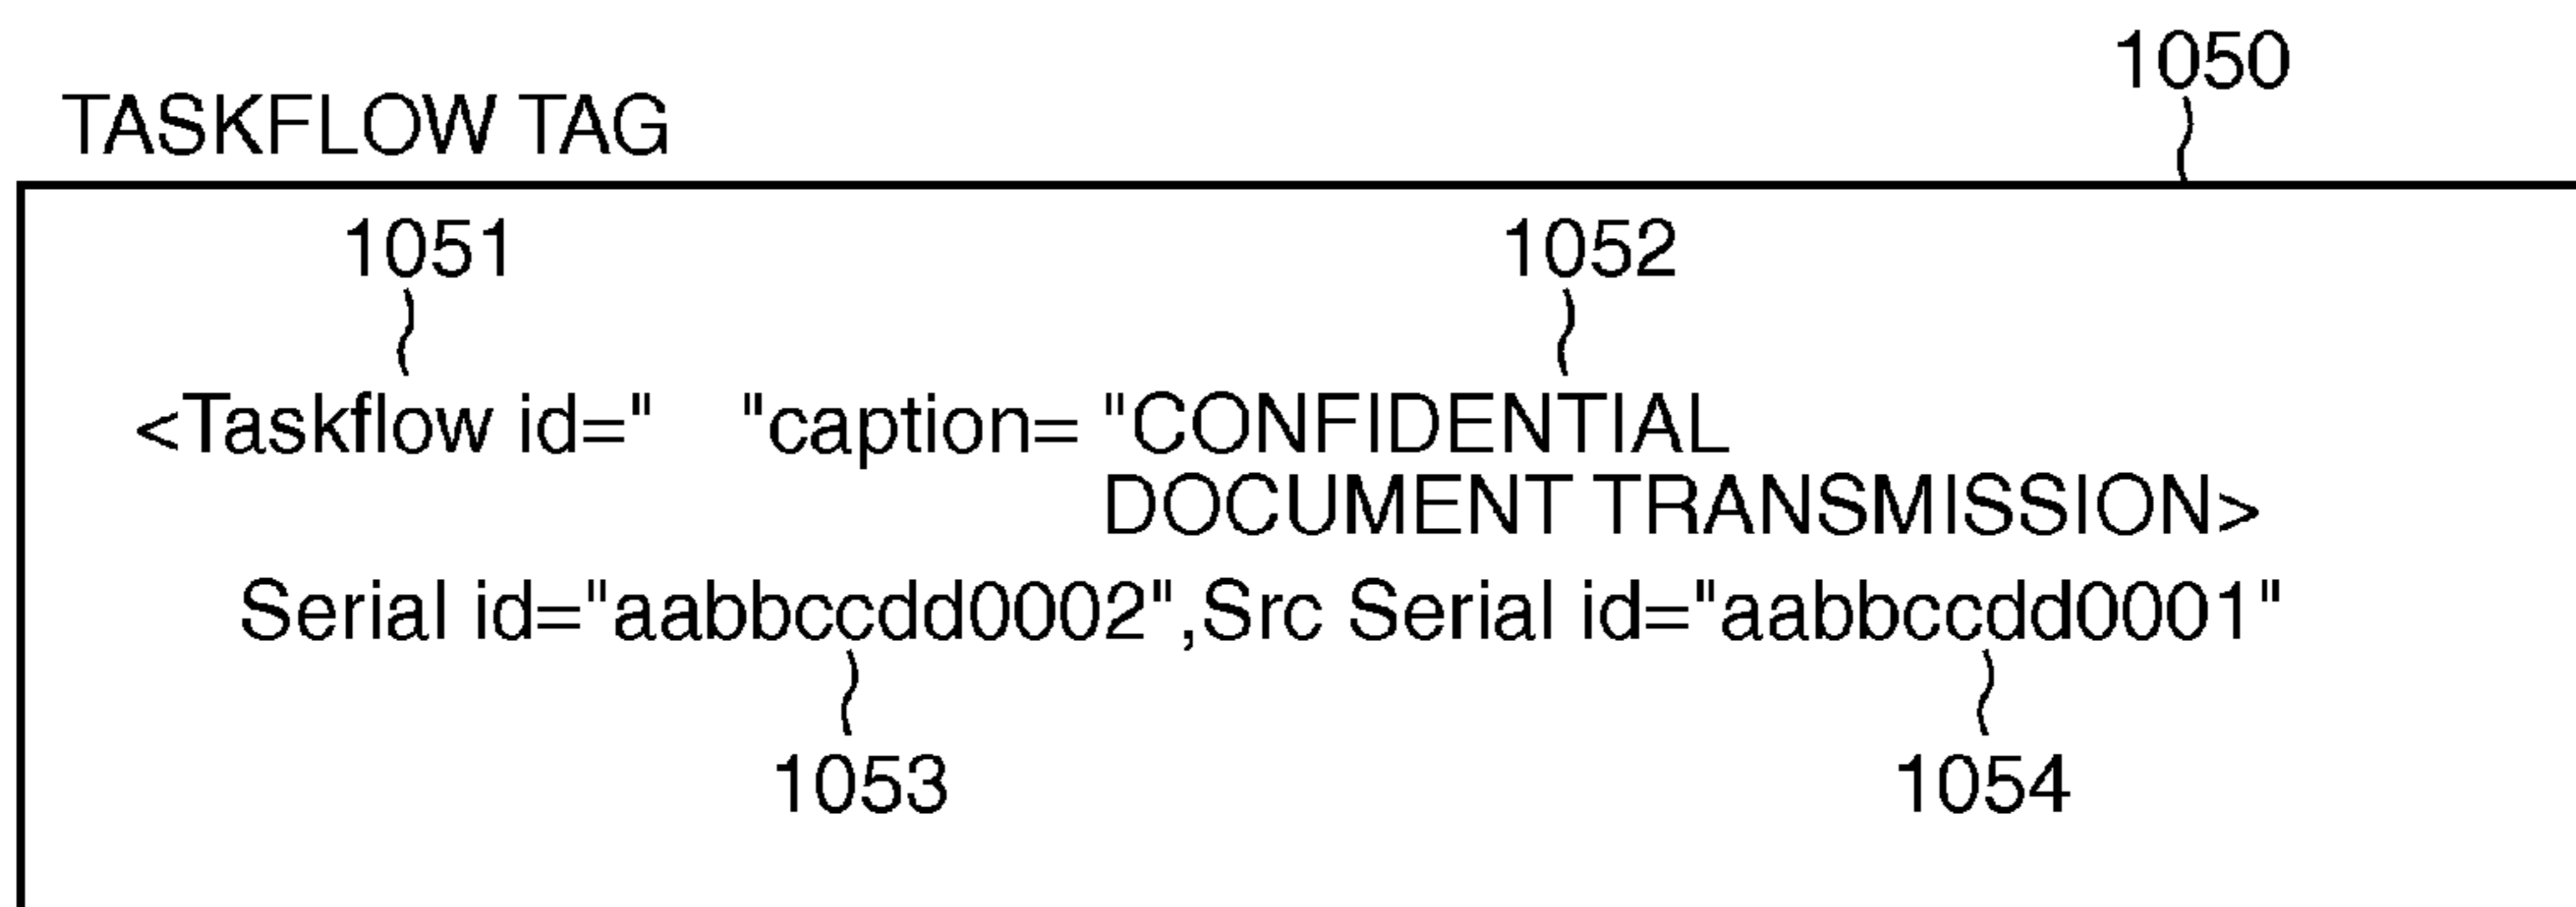 1050
TASKFLOW TAG
1051 1052
<Taskflow id="   "caption= "CONFIDENTIAL
DOCUMENT TRANSMISSION>
Serial id="aabbccdd0002",Src Serial id="aabbccdd0001"
1053 1054